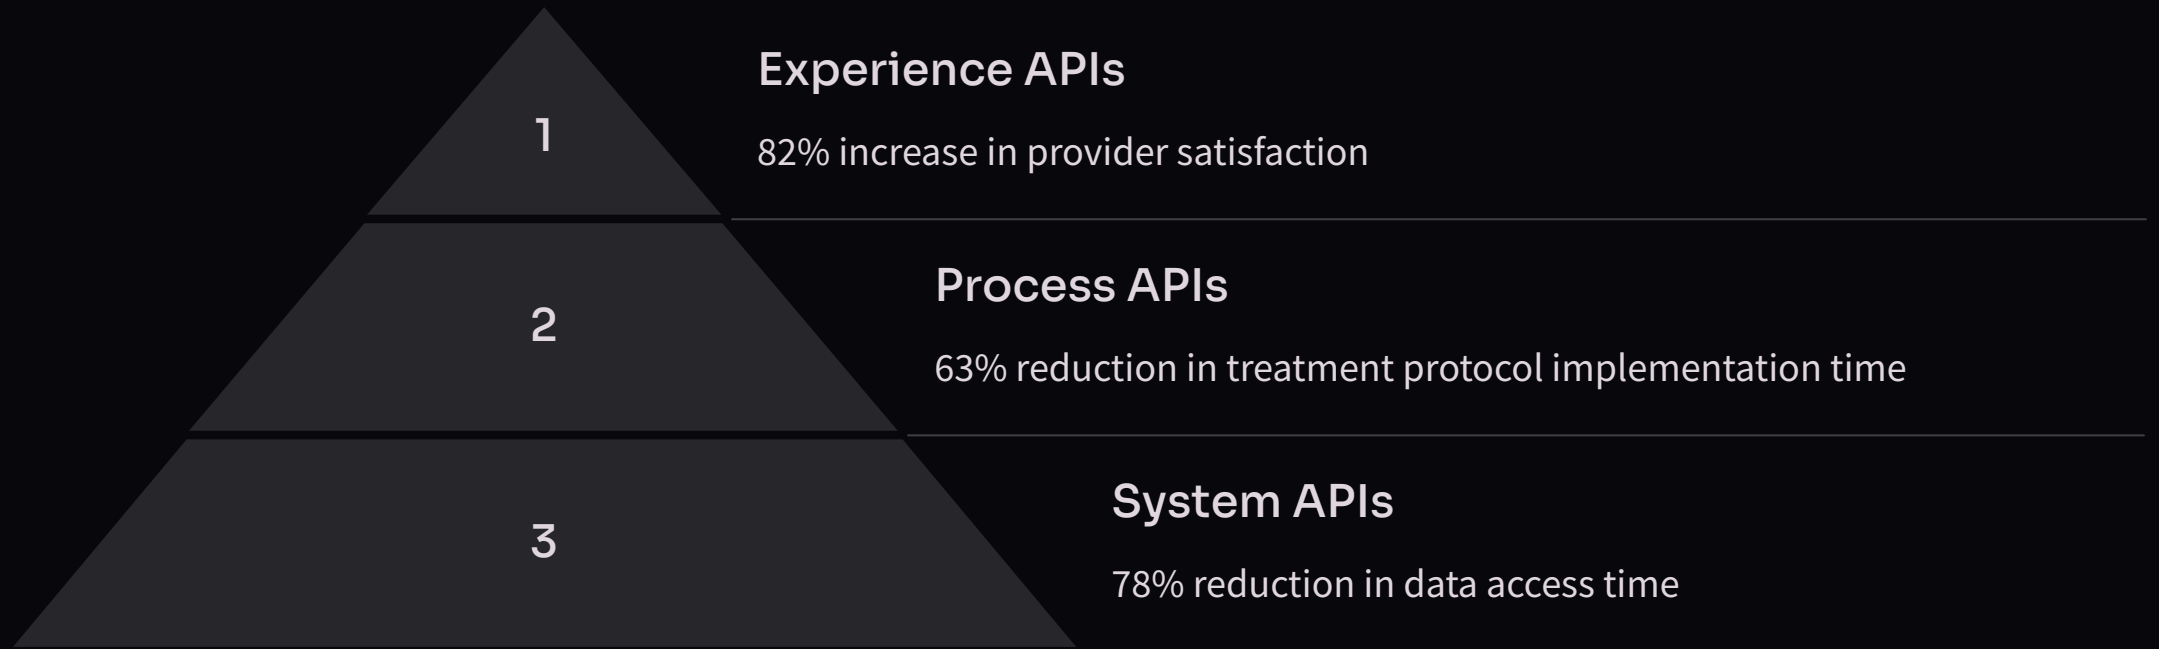 1
Experience APIs
82% increase in provider satisfaction
2
Process APIs
63% reduction in treatment protocol implementation time
3
System APIs
78% reduction in data access time